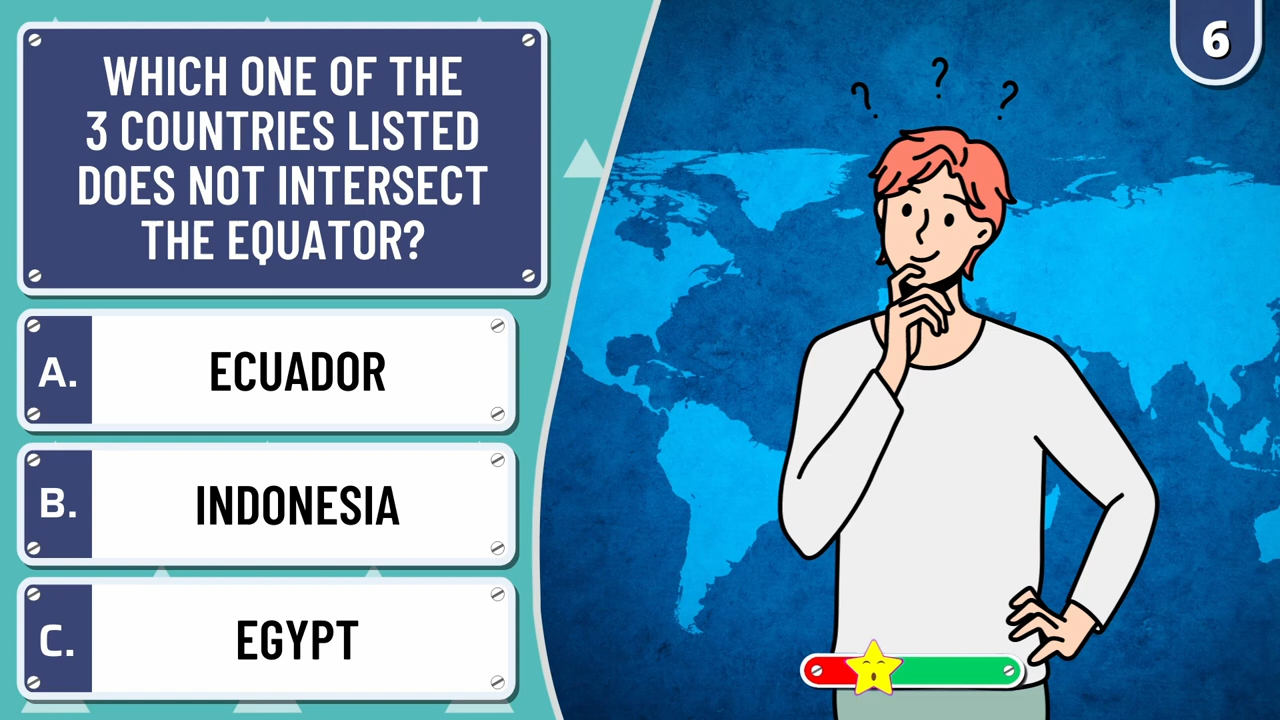 WHICH ONE OF THE
3 COUNTRIES LISTED
DOES NOT INTERSECT
THE EQUATOR?
A. ECUADOR
B. INDONESIA
C. EGYPT
6
? ? ?